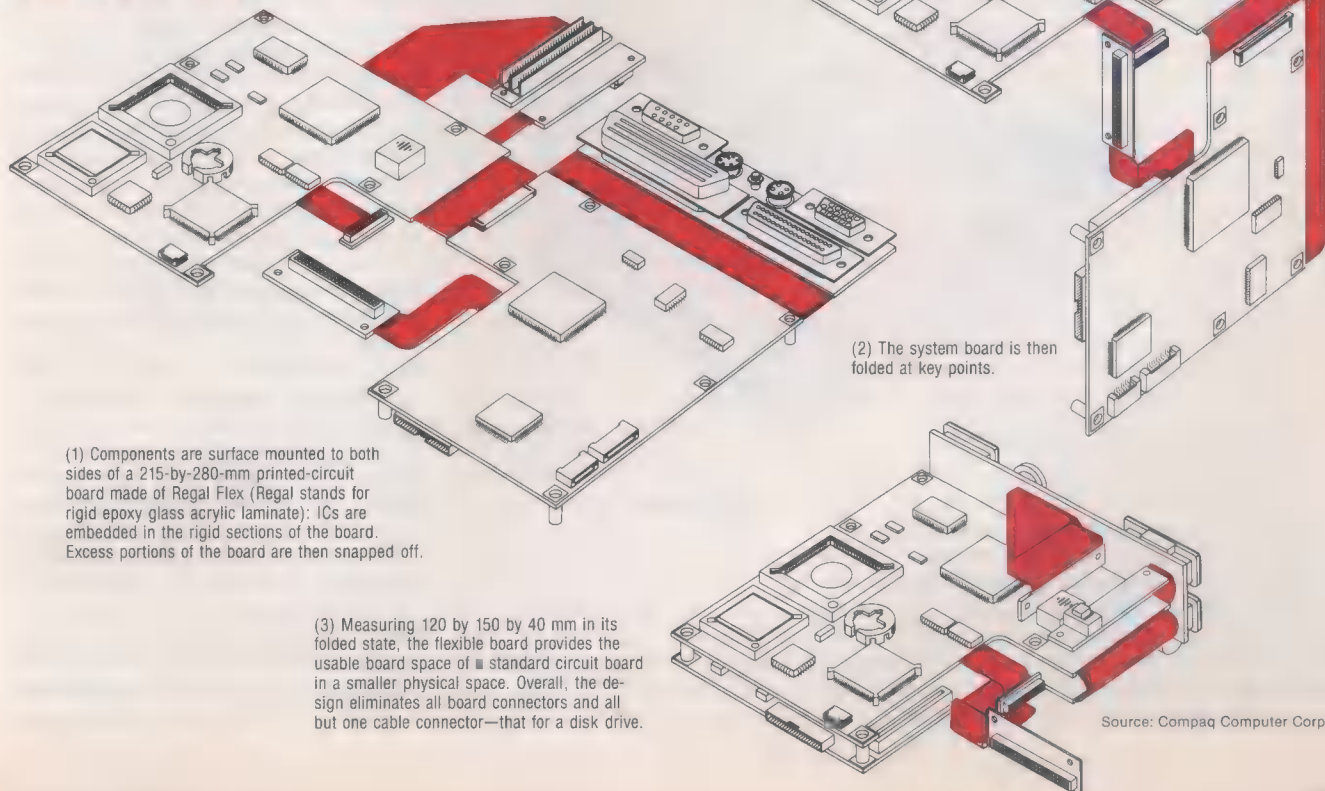 (1) Components are surface mounted to both
sides of a 215-by-280-mm printed-circuit
board made of Regal Flex (Regal stands for
rigid epoxy glass acrylic laminate): ICs are
embedded in the rigid sections of the board.
Excess portions of the board are then snapped off.
(2) The system board is then
folded at key points.
(3) Measuring 120 by 150 by 40 mm in its
folded state, the flexible board provides the
usable board space of ■ standard circuit board
in a smaller physical space. Overall, the de-
sign eliminates all board connectors and all
but one cable connector—that for a disk drive.
Source: Compaq Computer Corp